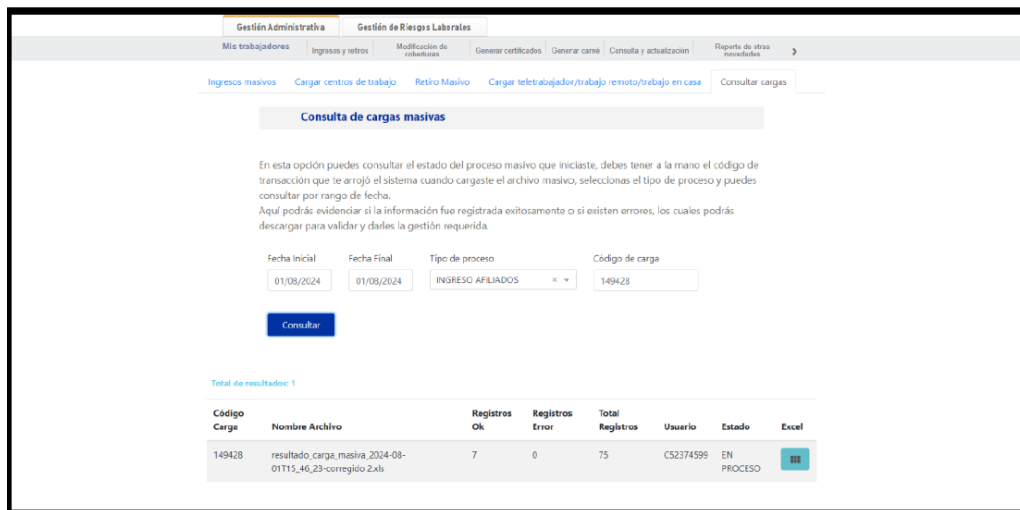 Gestión Administrativa Gestión de Riesgos Laborales
Mis trabajadores Ingresos y retiros Modificación de coberturas Generar certificados Generar carné Consulta y actualización Reporte de otras novedades
Ingresos masivos Cargar centros de trabajo Retiro Masivo Cargar teletrabajador/trabajo remoto/trabajo en casa Consultar cargas
Consulta de cargas masivas
En esta opción puedes consultar el estado del proceso masivo que iniciaste, debes tener a la mano el código de
transacción que te arrojó el sistema cuando cargaste el archivo masivo, seleccionas el tipo de proceso y puedes
consultar por rango de fecha.
Aquí podrás evidenciar si la información fue registrada exitosamente o si existen errores, los cuales podrás
descargar para validar y darles la gestión requerida.
Fecha Inicial Fecha Final Tipo de proceso Código de carga
01/08/2024 01/08/2024 INGRESO AFILIADOS 149428
Consultar
Total de resultados: 1
Código Carga Nombre Archivo Registros Ok Registros Error Total Registros Usuario Estado Excel
149428 resultado_carga_masiva_2024-08- 7 0 75 C52374599 EN
01T15_46_23-corregido 2.xls PROCESO